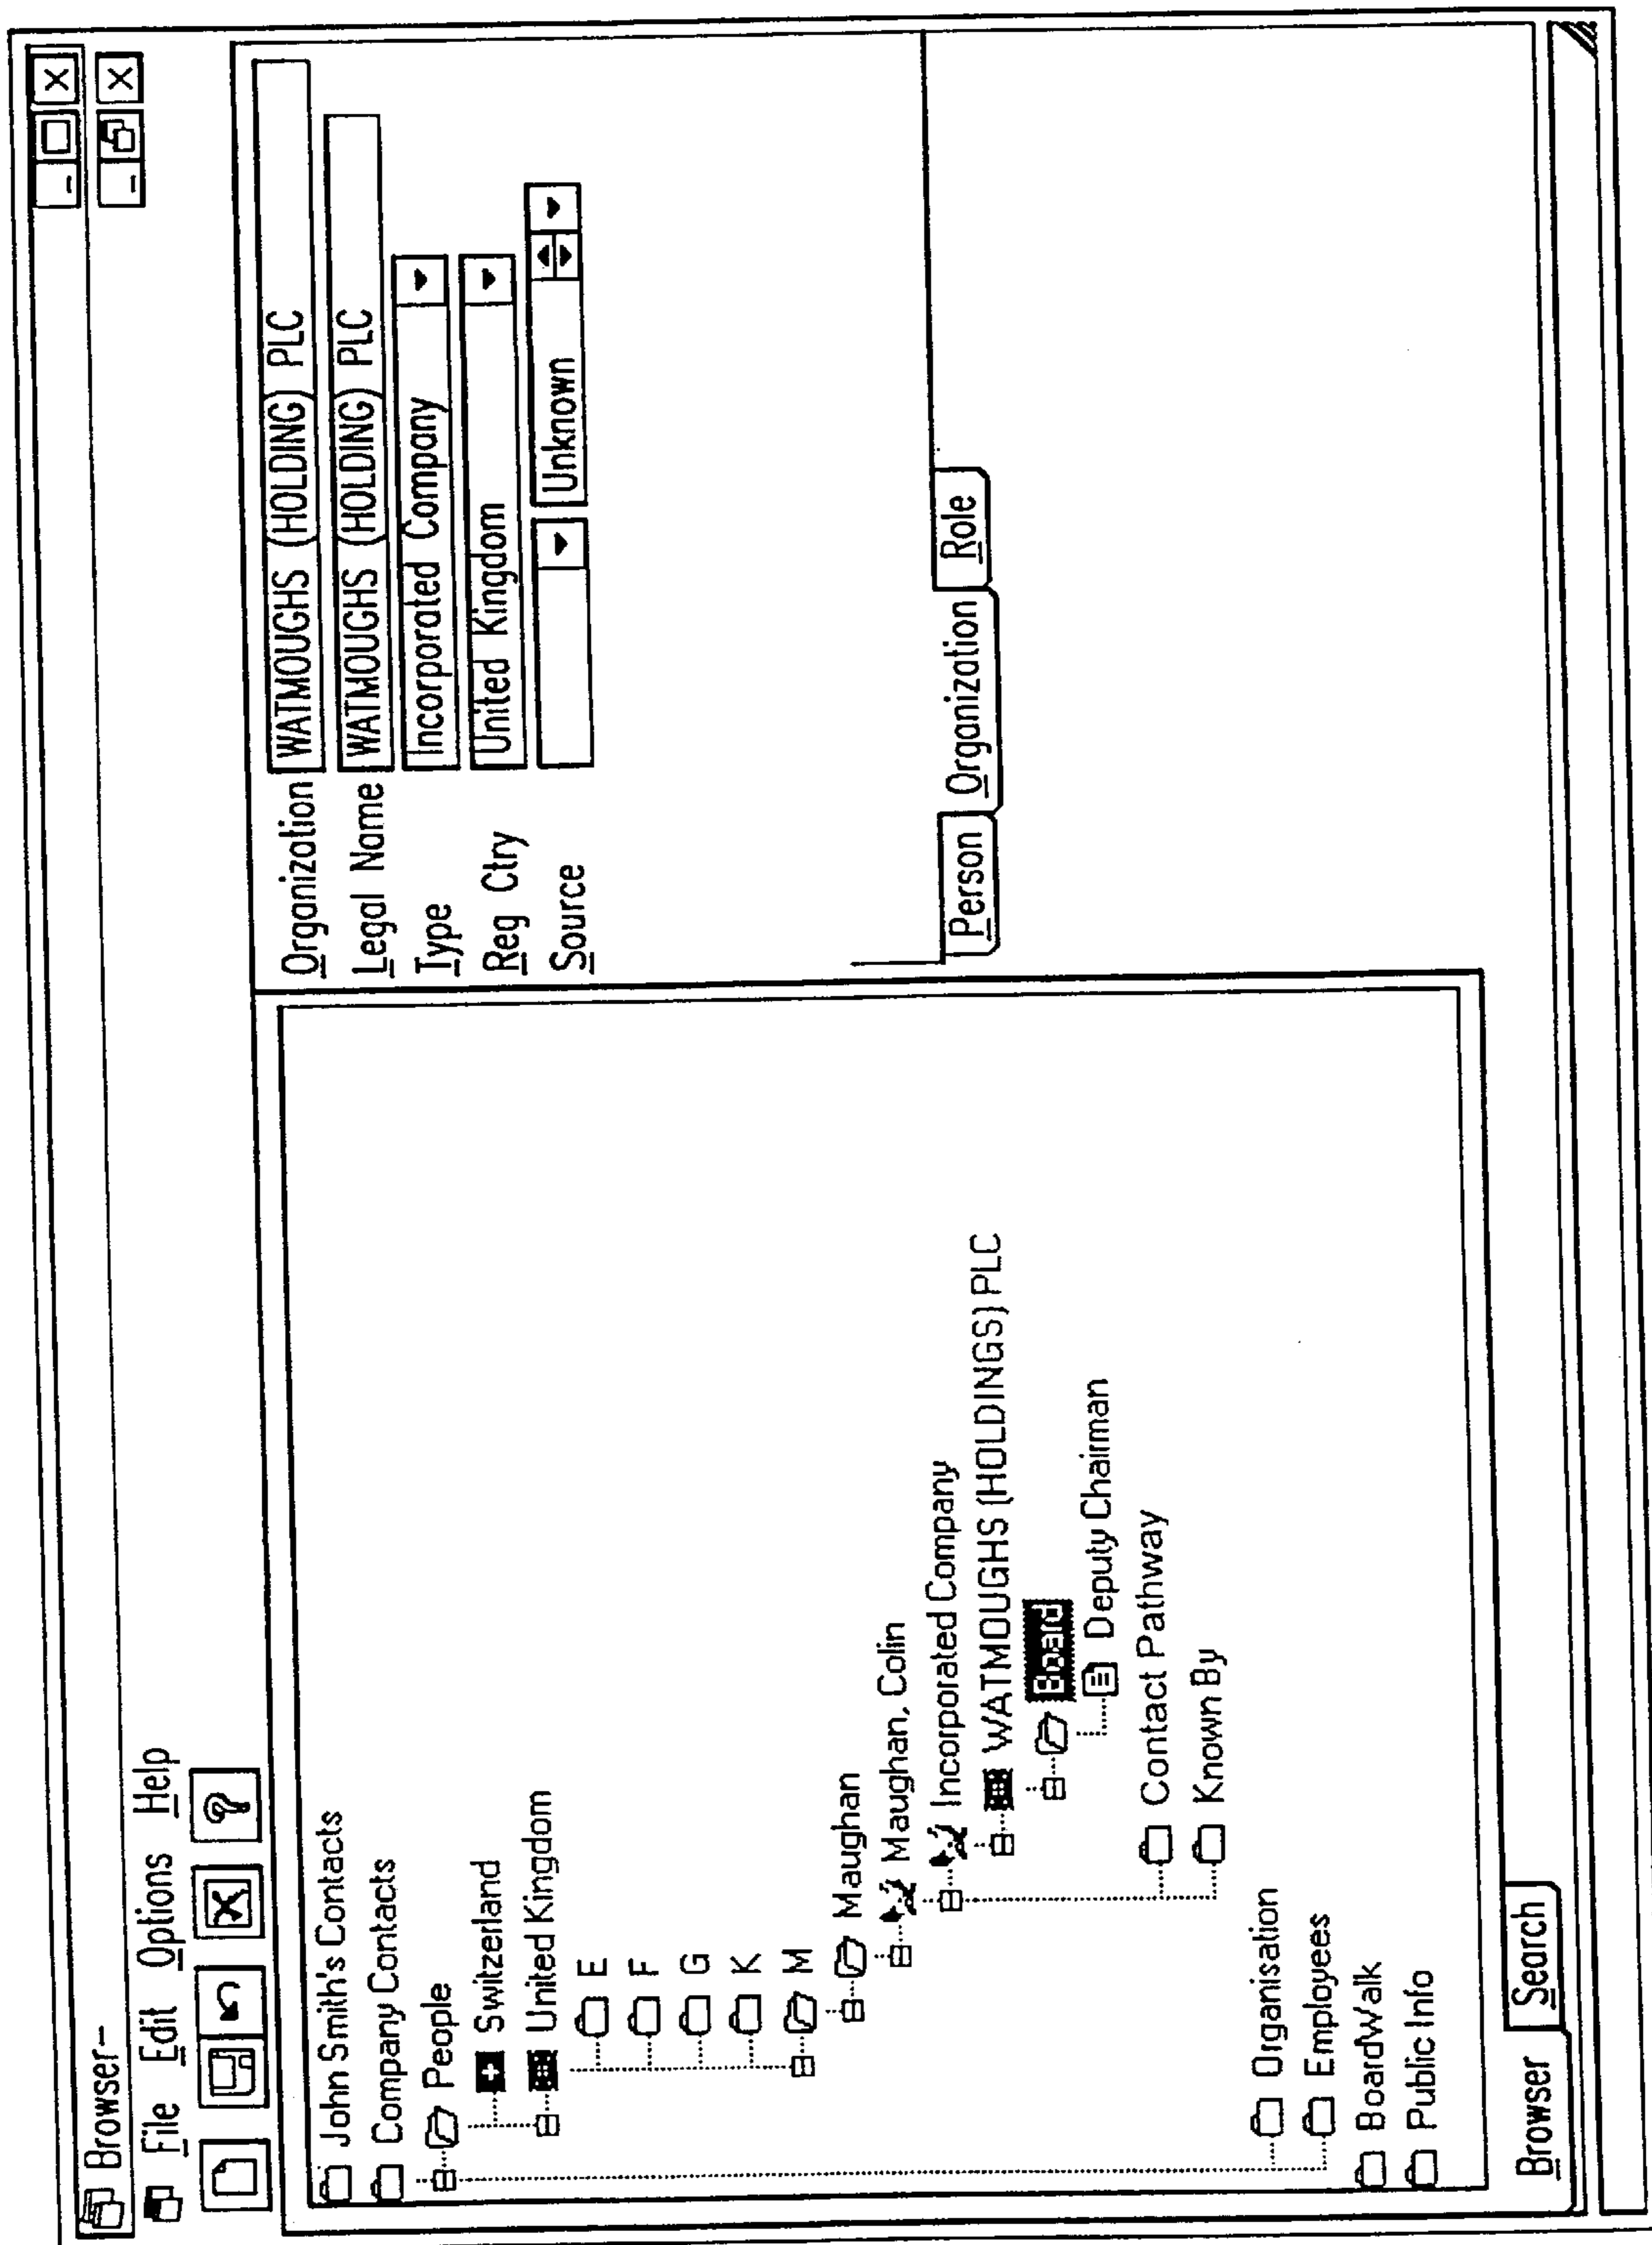 Browser-
File Edit Options Help
John Smith's Contacts
Company Contacts
People
Switzerland
United Kingdom
E
F
G
K
M
Maughan
Maughan, Colin
Incorporated Company
WATMOUGHS (HOLDINGS) PLC
Board
Deputy Chairman
Contact Pathway
Known By
Organisation
Employees
BoardWalk
Public Info
Browser Search
Organization WATMOUGHS (HOLDING) PLC
Legal Name WATMOUGHS (HOLDING) PLC
Type Incorporated Company
Reg Ctry United Kingdom
Source Unknown
Person Organization Role